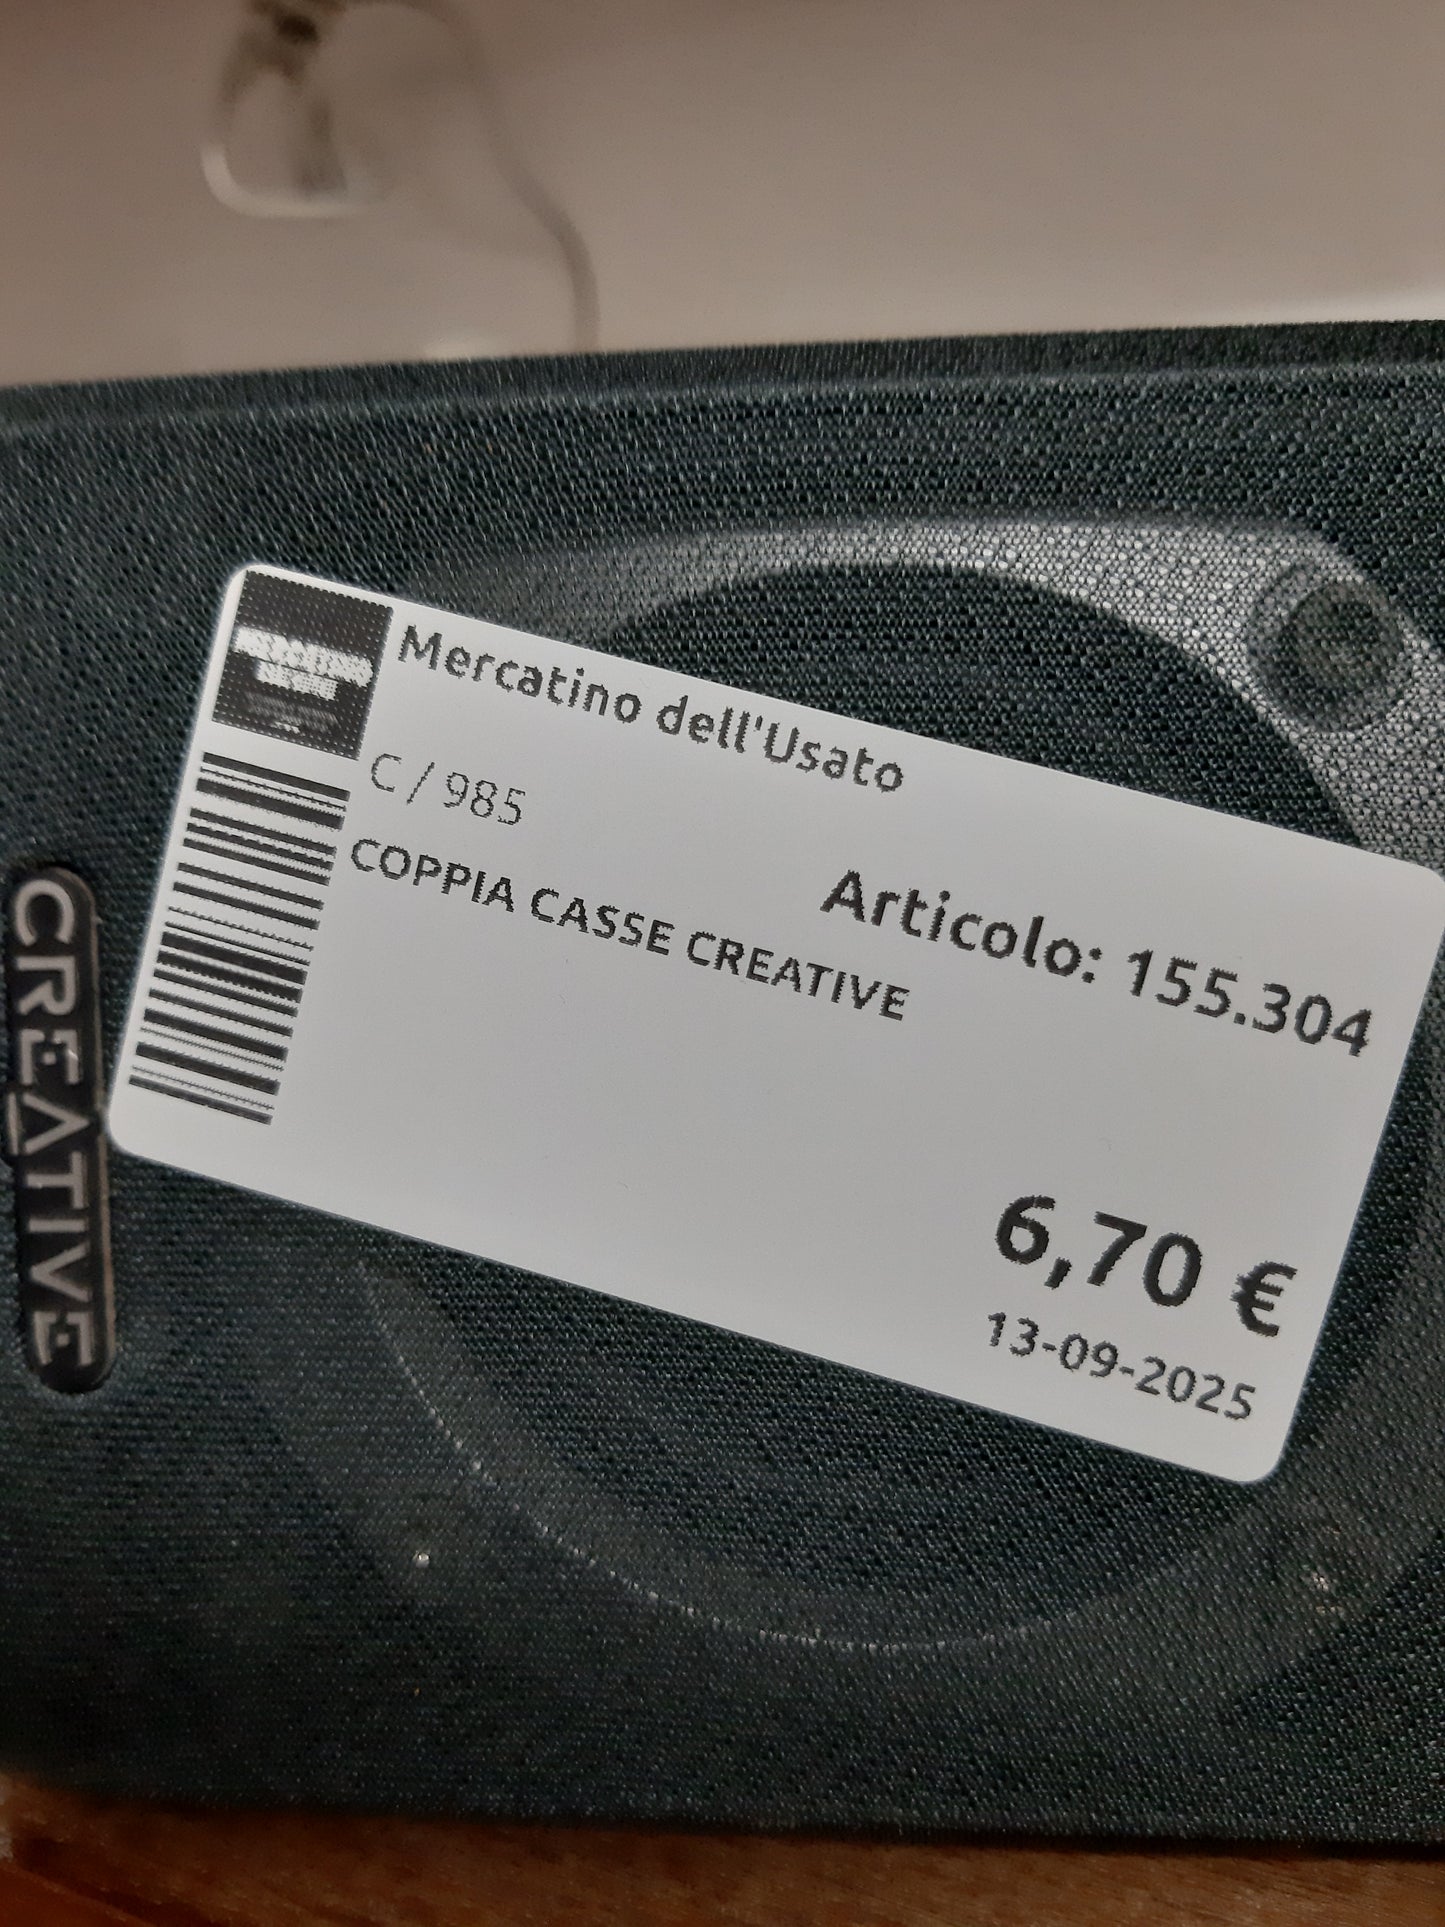 Mercatino dell'Usato
C / 985
Articolo: 155.304
COPPIA CASSE CREATIVE
6,70 €
13-09-2025
CREATIVE